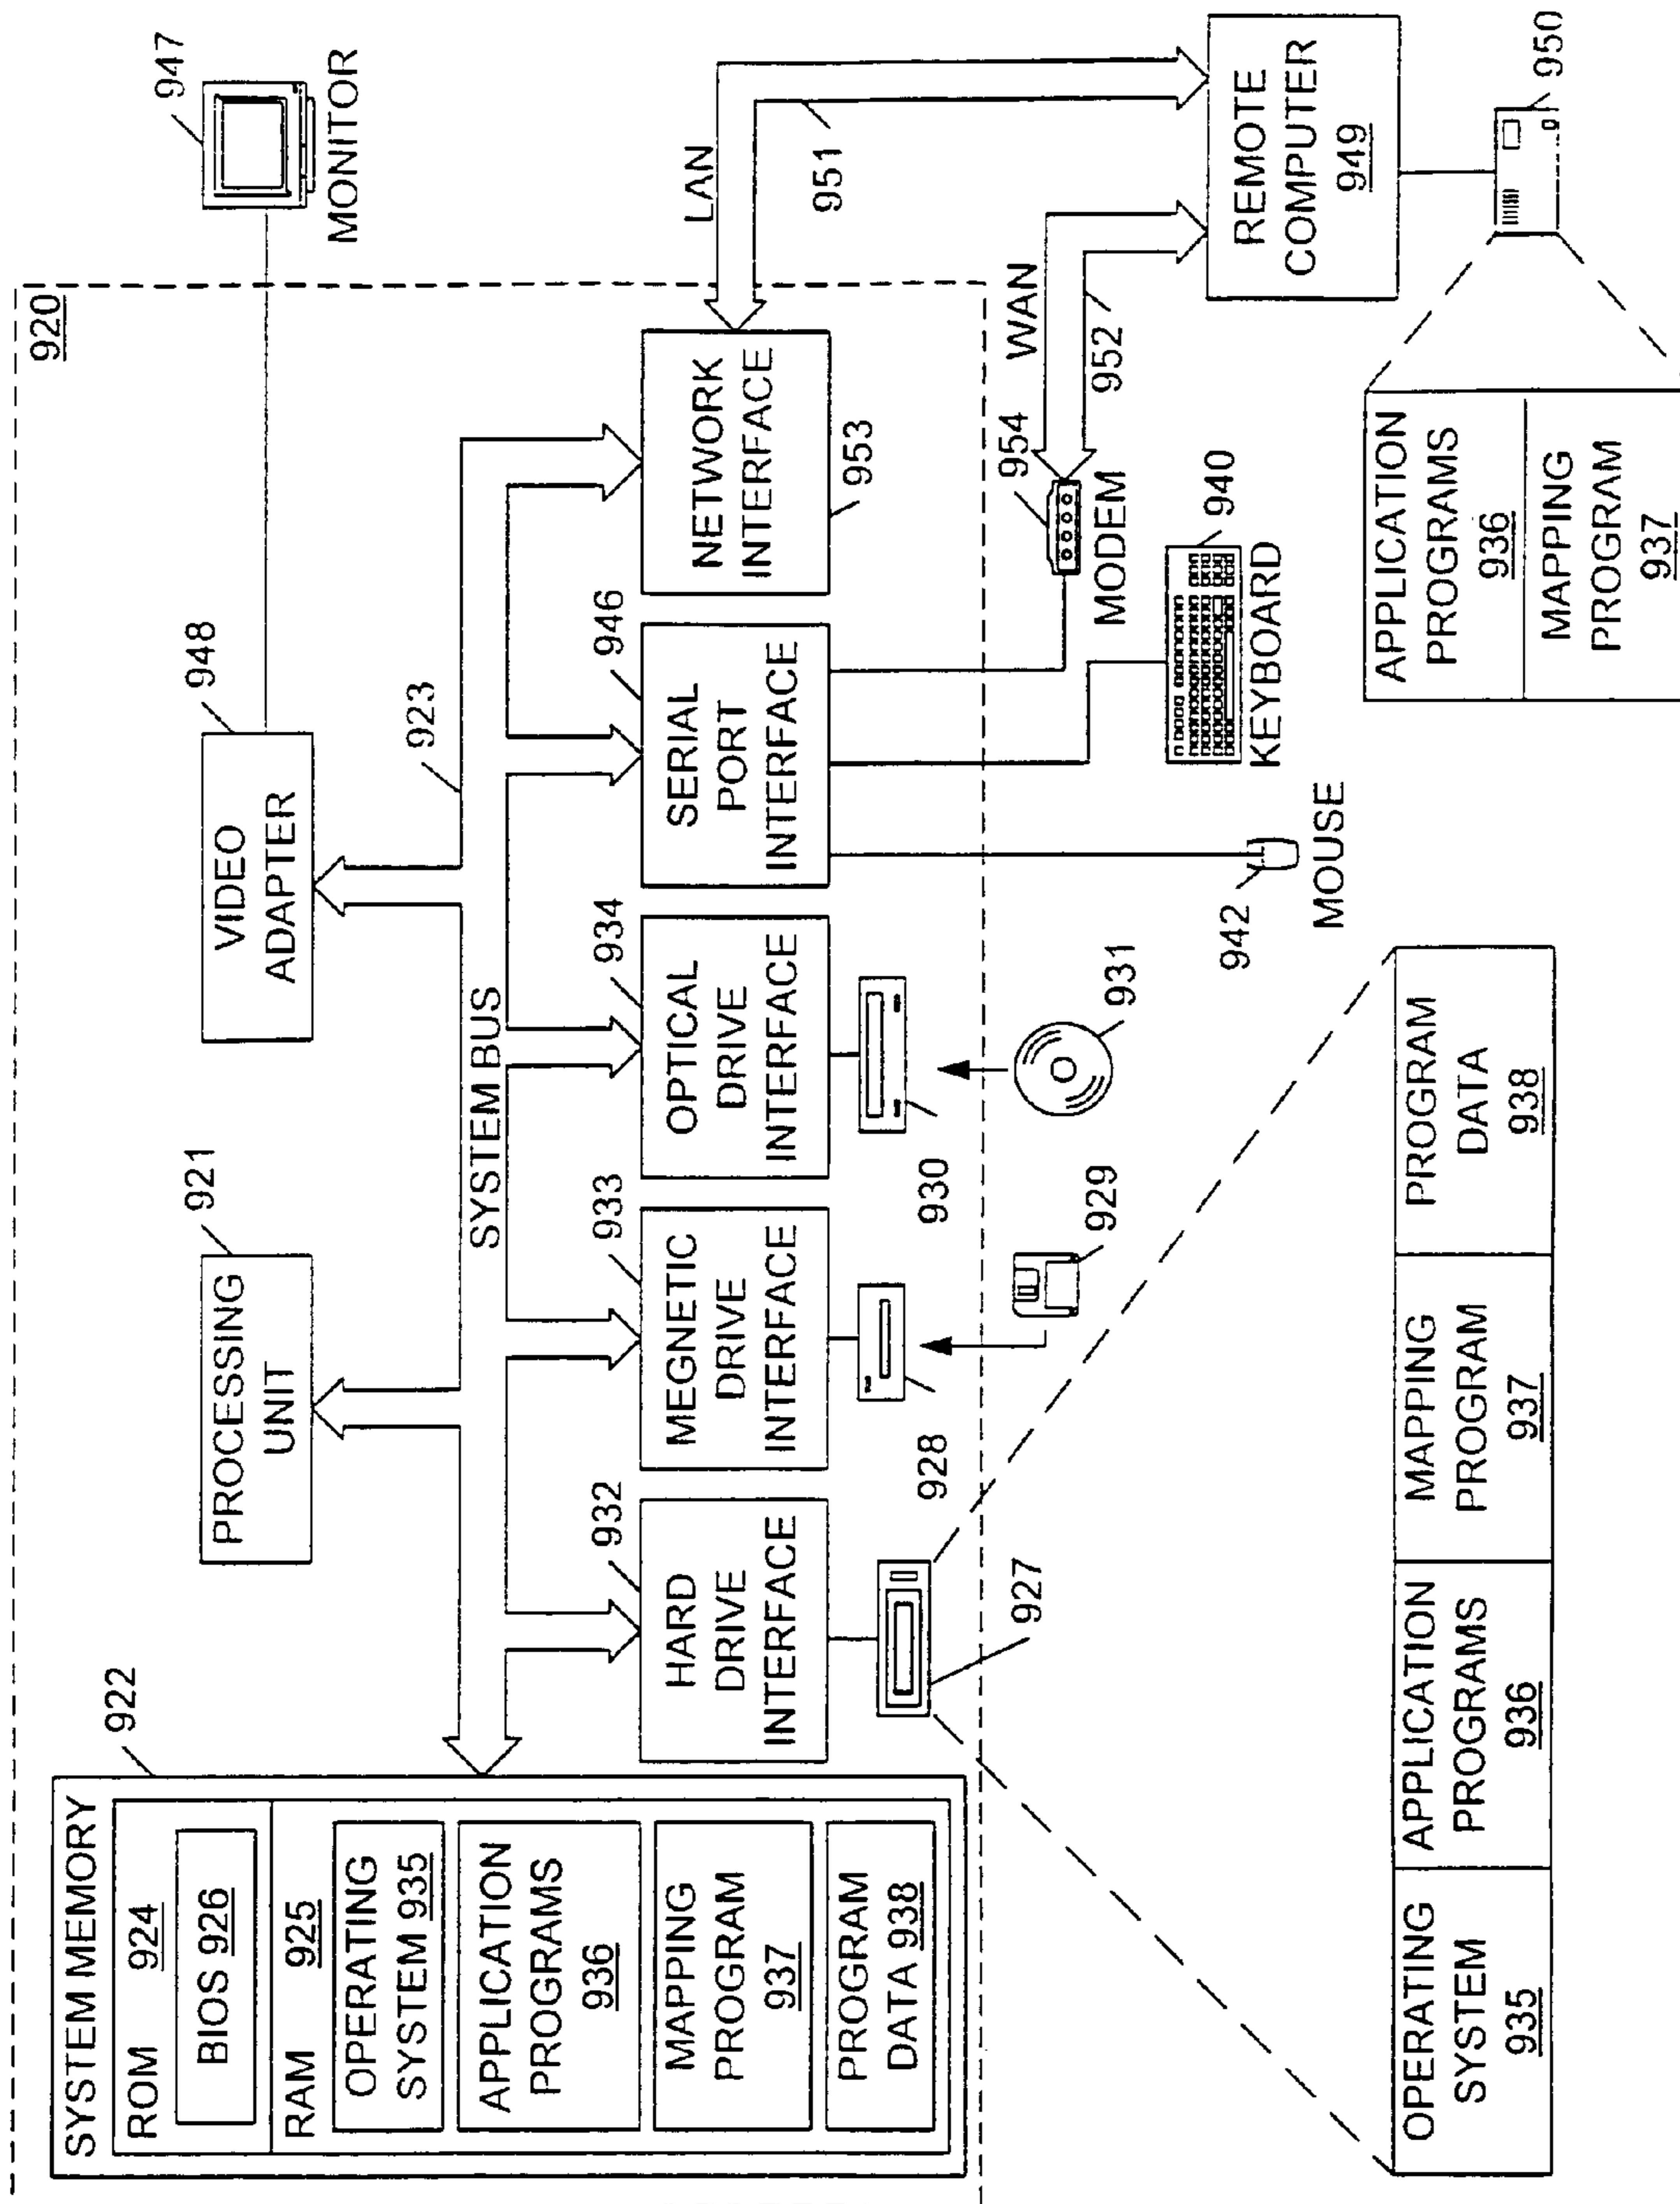 920
947
MONITOR
SYSTEM MEMORY
922
ROM 924
BIOS 926
RAM 925
OPERATING
SYSTEM 935
APPLICATION
PROGRAMS
936
MAPPING
PROGRAM
937
PROGRAM
DATA 938
PROCESSING
UNIT
921
VIDEO
ADAPTER
948
SYSTEM BUS
923
HARD
DRIVE
INTERFACE
932
MEGNETIC
DRIVE
INTERFACE
933
OPTICAL
DRIVE
INTERFACE
934
SERIAL
PORT
INTERFACE
946
NETWORK
INTERFACE
953
LAN
951
WAN
952
927
928
929
930
931
942
MOUSE
940
KEYBOARD
954
MODEM
REMOTE
COMPUTER
949
950
OPERATING
SYSTEM
935
APPLICATION
PROGRAMS
936
MAPPING
PROGRAM
937
PROGRAM
DATA
938
APPLICATION
PROGRAMS
936
MAPPING
PROGRAM
937